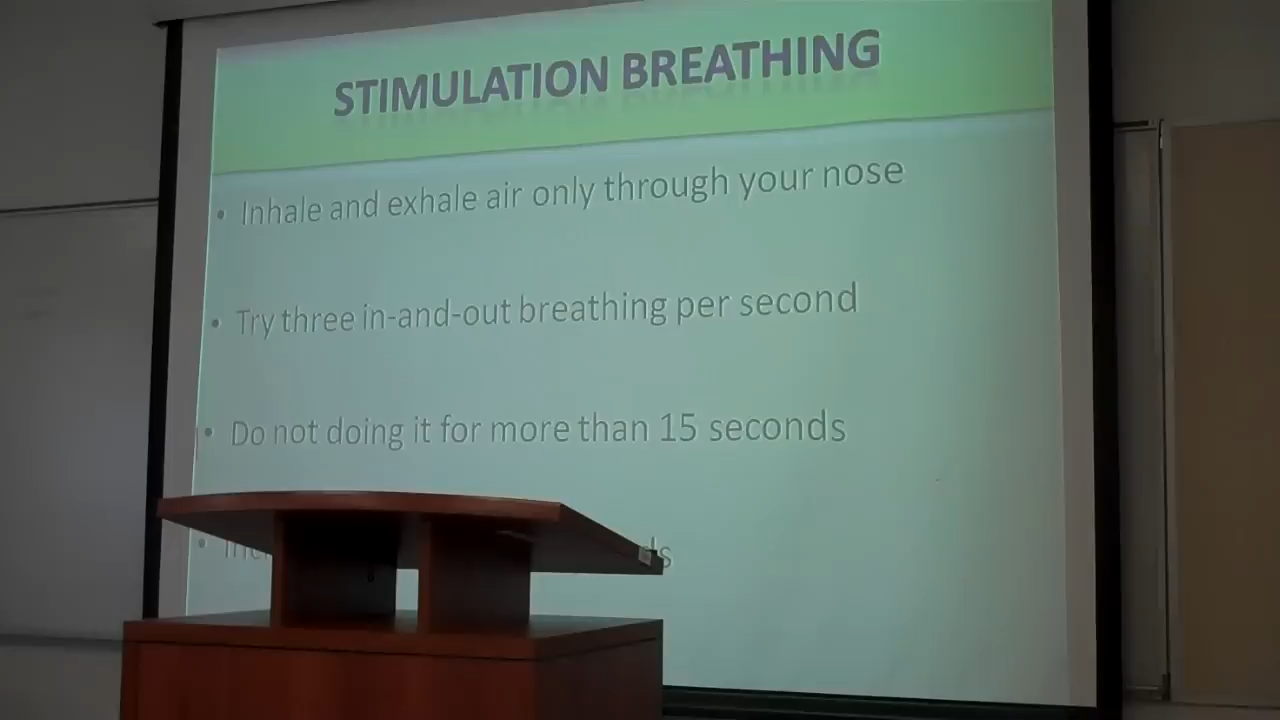 STIMULATION BREATHING
• Inhale and exhale air only through your nose
• Try three in-and-out breathing per second
• Do not doing it for more than 15 seconds